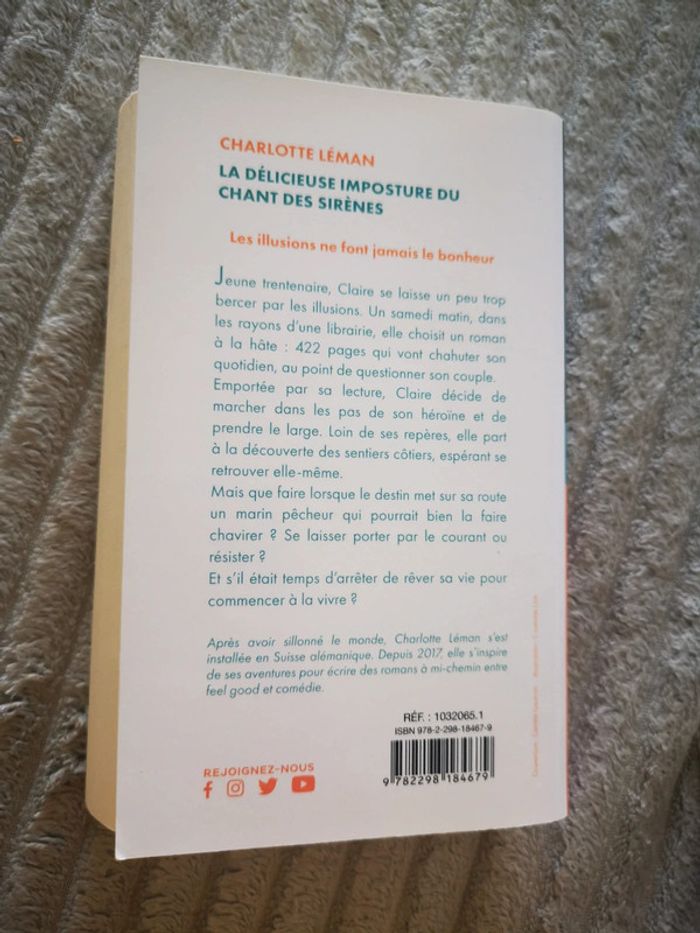 CHARLOTTE LÉMAN
LA DÉLICIEUSE IMPOSTURE DU
CHANT DES SIRÈNES
Les illusions ne font jamais le bonheur
Jeune trentenaire, Claire se laisse un peu trop
bercer par les illusions. Un samedi matin, dans
les rayons d'une librairie, elle choisit un roman
à la hâte : 422 pages qui vont chahuter son
quotidien, au point de questionner son couple.
Emportée par sa lecture, Claire décide de
marcher dans les pas de son héroïne et de
prendre le large. Loin de ses repères, elle part
à la découverte des sentiers côtiers, espérant se
retrouver elle-même.
Mais que faire lorsque le destin met sur sa route
un marin pêcheur qui pourrait bien la faire
chavirer ? Se laisser porter par le courant ou
résister ?
Et s'il était temps d'arrêter de rêver sa vie pour
commencer à la vivre ?
Après avoir sillonné le monde, Charlotte Léman s'est
installée en Suisse alémanique. Depuis 2017, elle s'inspire
de ses aventures pour écrire des romans à mi-chemin entre
feel good et comédie.
RÉF. : 1032065.1
ISBN 978-2-298-18467-9
9 782298 184679
REJOIGNEZ-NOUS